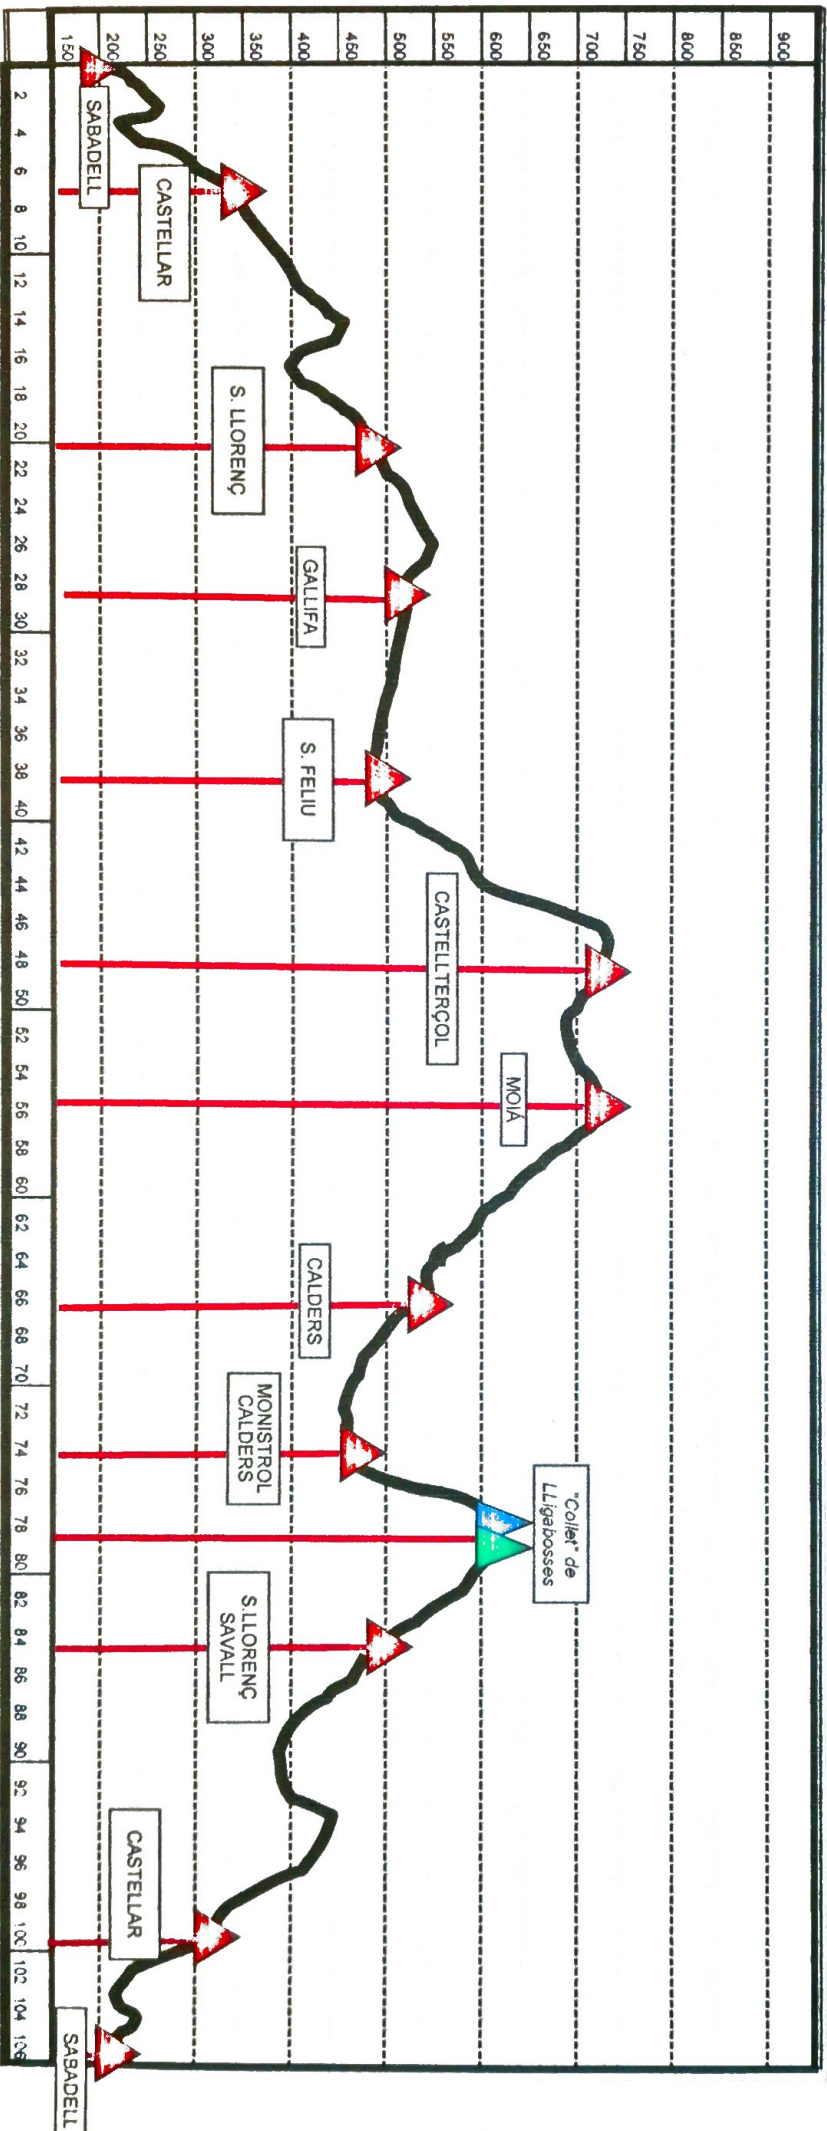 900
850
800
750
700
650
600
550
500
450
400
350
300
250
200
150
SABADELL
CASTELLAR
S. LLORENÇ
GALLIFA
S. FELIU
CASTELLTERÇOL
MOIÁ
CALDERS
MONISTROL
CALDERS
"Collet" de
LLigabosses
S.LLORENÇ
SAVALL
CASTELLAR
SABADELL
2 4 6 8 10 12 14 16 18 20 22 24 26 28 30 32 34 36 38 40 42 44 46 48 50 52 54 56 58 60 62 64 66 68 70 72 74 76 78 80 82 84 86 88 90 92 94 96 98 100 102 104 106